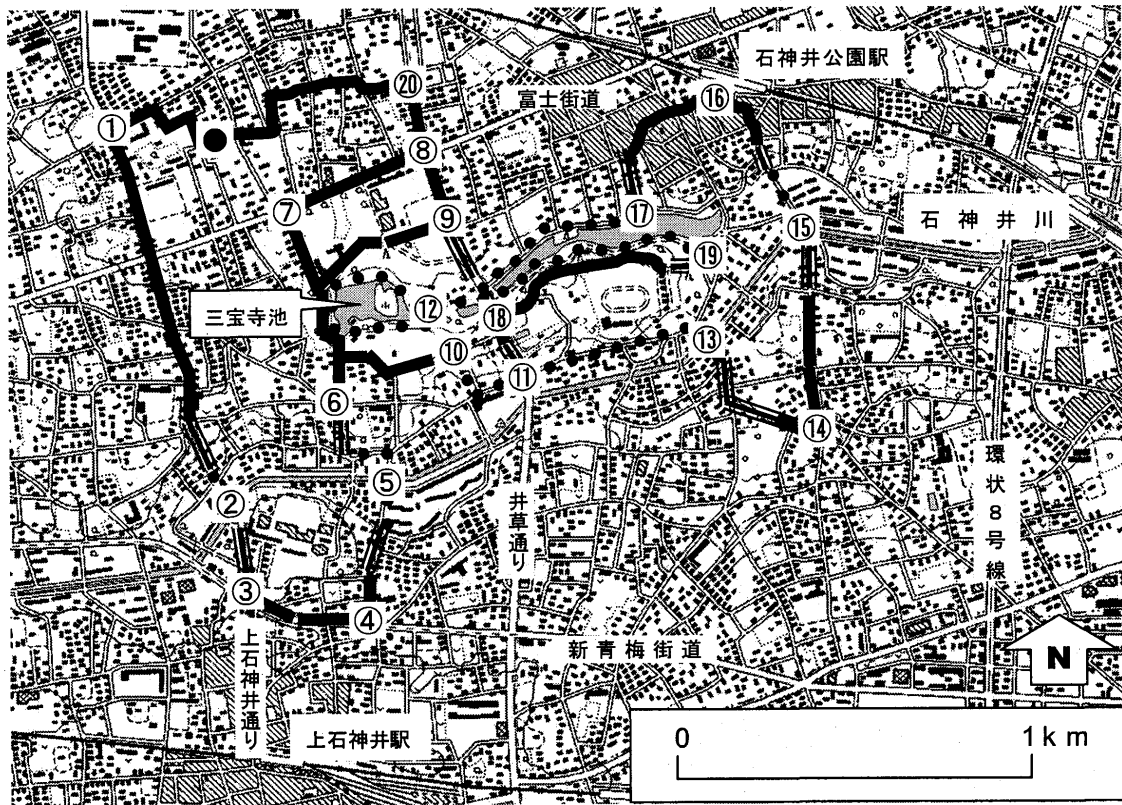 石神井公園駅
⑳
富士街道
⑯
①
⑧
⑦
⑨
⑰
⑮
石神井川
⑲
三宝寺池
⑫
⑱
⑬
⑩
⑪
⑥
⑭
⑤
②
井草通り
環状8号線
③
④
上石神井通り
新青梅街道
N
上石神井駅
0 1km